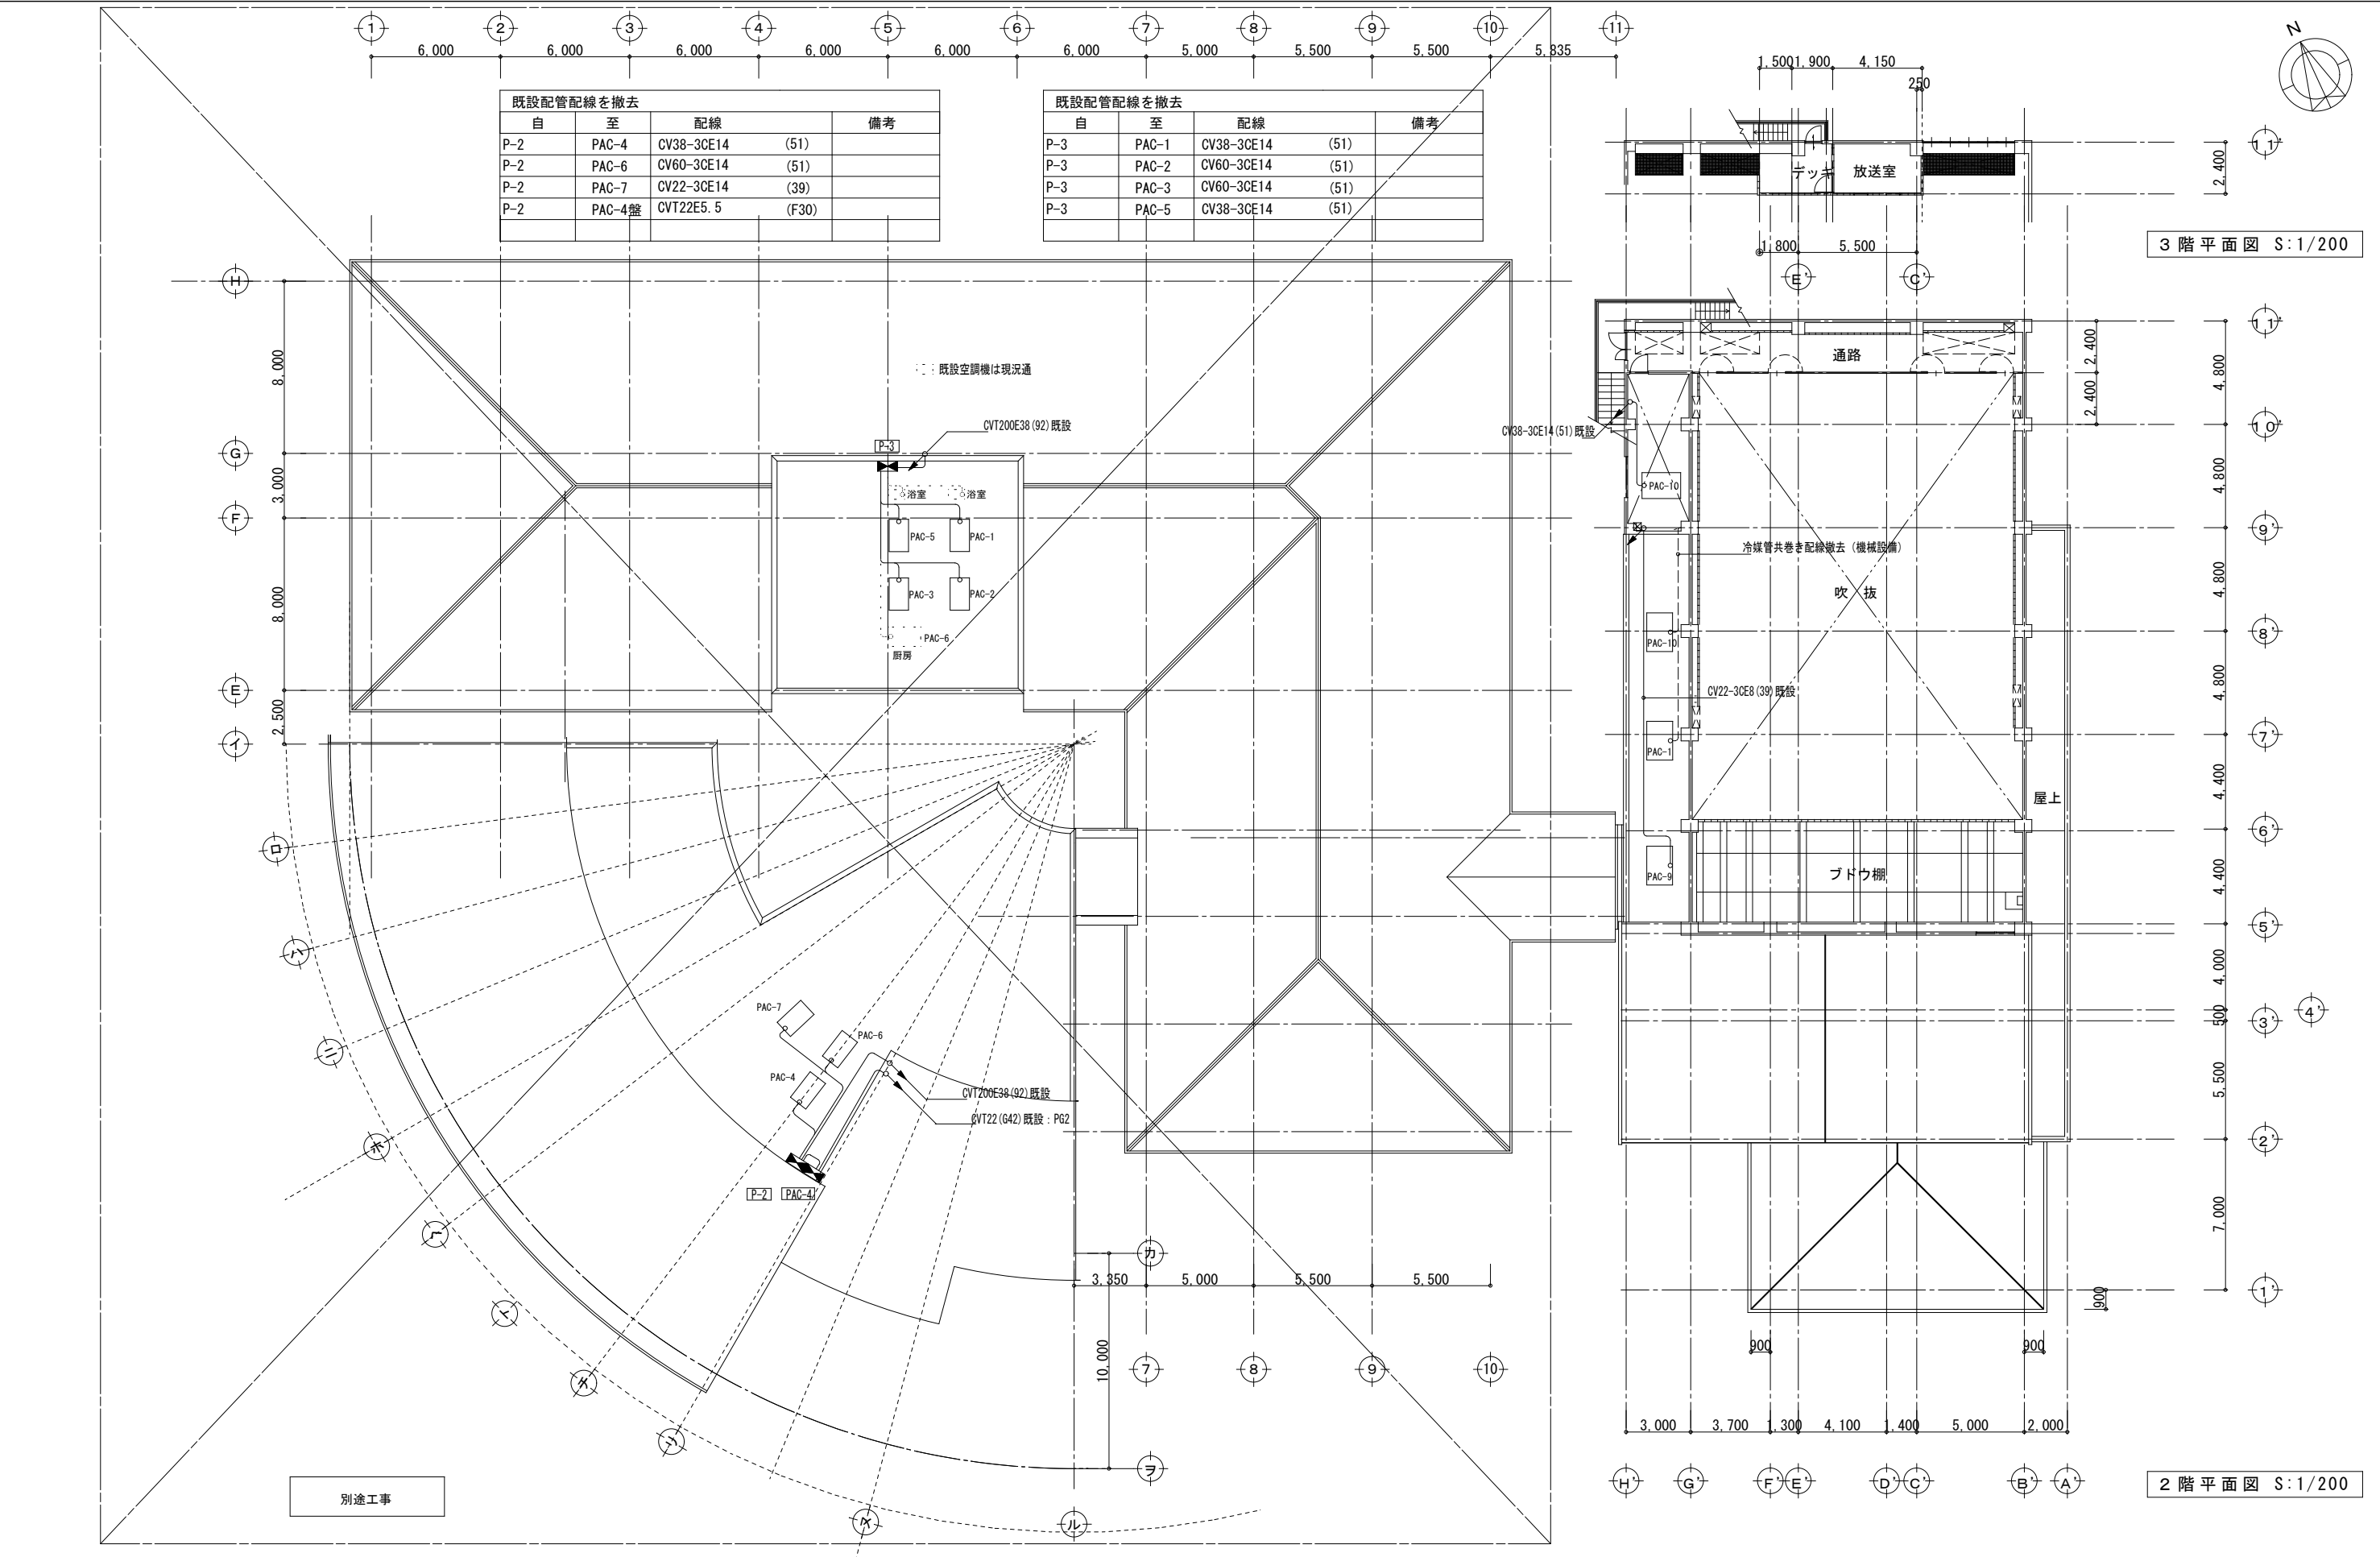 1 2 3 4 5 6 7 8 9 10 11
6,000 6,000 6,000 6,000 6,000 6,000 5,000 5,500 5,500 5,835
既設配管配線を撤去
自 至 配線 備考
P-2 PAC-4 CV38-3CE14 (51)
P-2 PAC-6 CV60-3CE14 (51)
P-2 PAC-7 CV22-3CE14 (39)
P-2 PAC-4盤 CVT22E5.5 (F30)
既設配管配線を撤去
自 至 配線 備考
P-3 PAC-1 CV38-3CE14 (51)
P-3 PAC-2 CV60-3CE14 (51)
P-3 PAC-3 CV60-3CE14 (51)
P-3 PAC-5 CV38-3CE14 (51)
N
1,500 1,900 4,150
250
デッキ
放送室
11'
2,400
1,800 5,500
E' C'
3階平面図 S:1/200
H
G
F
E
イ
8,000
3,000
8,000
2,500
既設空調機は現況通
CVT200E38(92)既設
P-3
浴室 浴室
PAC-5 PAC-1
PAC-3 PAC-2
PAC-6
厨房
ロ
ハ
ニ
ホ
ヘ
ト
チ
リ
ヌ
ル
ヲ
カ
PAC-7
PAC-6
PAC-4
CVT200E38(92)既設
CVT22(G42)既設：PG2
P-2 PAC-4
3,350 5,000 5,500 5,500
10,000
7 8 9 10
別途工事
通路
CV38-3CE14(51)既設
PAC-10
冷媒管共巻き配線撤去（機械設備）
吹 抜
PAC-10
CV22-3CE8(39)既設
PAC-1
屋上
PAC-9
ブドウ棚
2,400
2,400
4,800
4,800
4,800
4,800
4,400
4,400
4,000
500
5,500
7,000
900
11'
10'
9'
8'
7'
6'
5'
4'
3'
2'
1'
900 900
3,000 3,700 1,300 4,100 1,400 5,000 2,000
H' G' F' E' D' C' B' A'
2階平面図 S:1/200